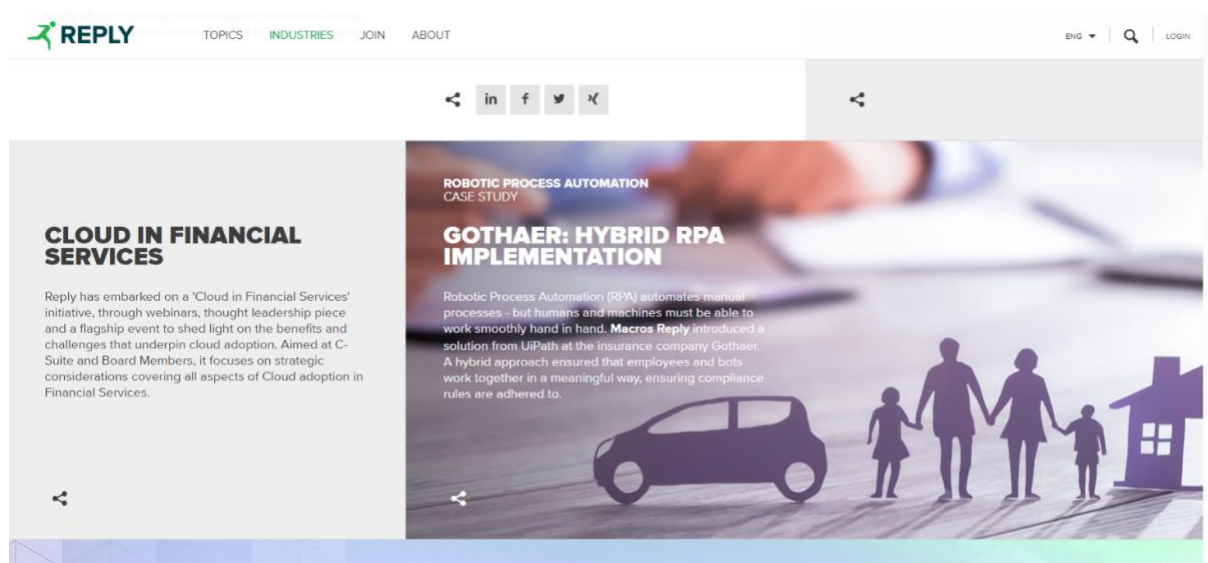 REPLY
TOPICS
INDUSTRIES
JOIN
ABOUT
ENG
LOGIN
in f
CLOUD IN FINANCIAL
SERVICES
Reply has embarked on a 'Cloud in Financial Services'
initiative, through webinars, thought leadership piece
and a flagship event to shed light on the benefits and
challenges that underpin cloud adoption. Aimed at C-
Suite and Board Members, it focuses on strategic
considerations covering all aspects of Cloud adoption in
Financial Services.
ROBOTIC PROCESS AUTOMATION
CASE STUDY
GOTHAER: HYBRID RPA
IMPLEMENTATION
Robotic Process Automation (RPA) automates manual
processes - but humans and machines must be able to
work smoothly hand in hand. Macros Reply introduced a
solution from UiPath at the insurance company Gothaer.
A hybrid approach ensured that employees and bots
work together in a meaningful way, ensuring compliance
rules are adhered to.